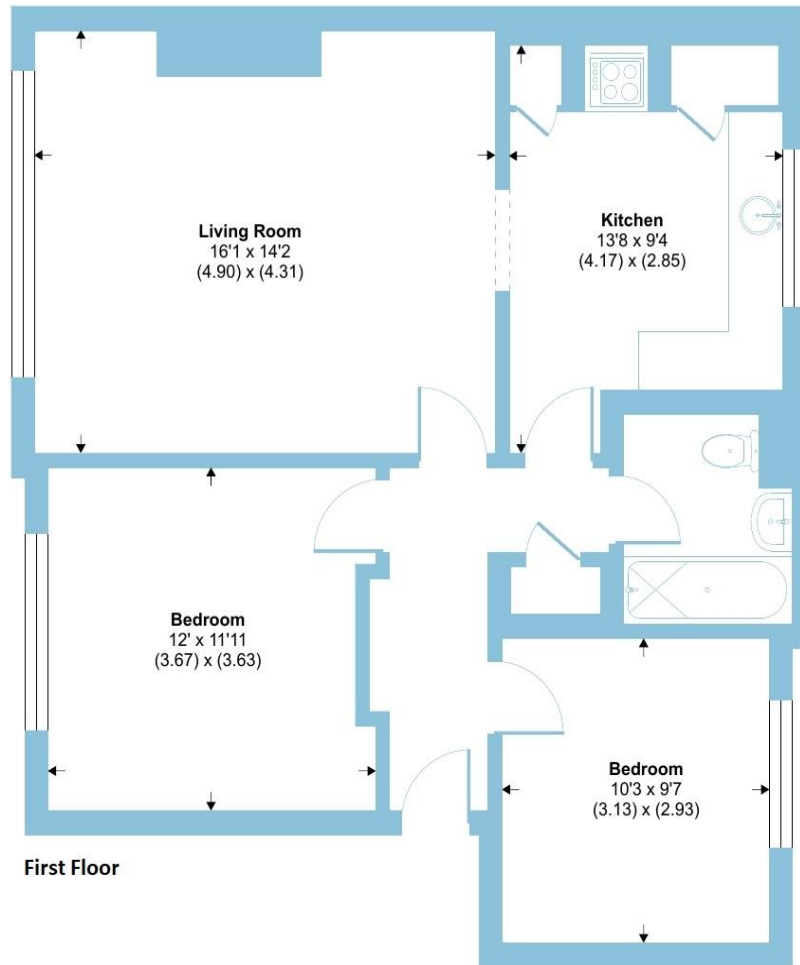 Living Room
16'1 x 14'2
(4.90) x (4.31)
Kitchen
13'8 x 9'4
(4.17) x (2.85)
Bedroom
12' x 11'11
(3.67) x (3.63)
Bedroom
10'3 x 9'7
(3.13) x (2.93)
First Floor